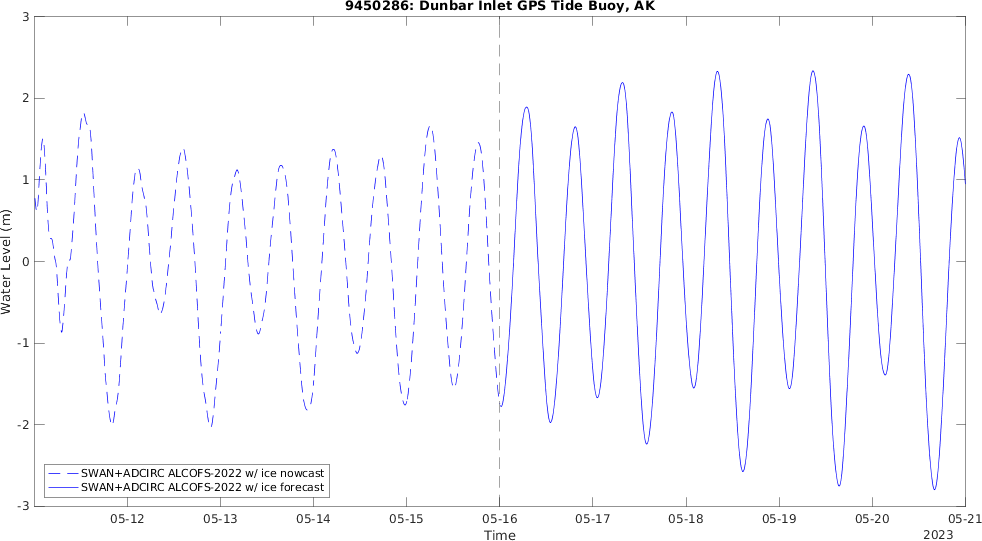 9450286: Dunbar Inlet GPS Tide Buoy, AK
3
2
1
0
-1
-2
-3
Water Level (m)
SWAN+ADCIRC ALCOFS-2022 w/ ice nowcast
SWAN+ADCIRC ALCOFS-2022 w/ ice forecast
05-12 05-13 05-14 05-15 05-16 05-17 05-18 05-19 05-20 05-21
Time 2023